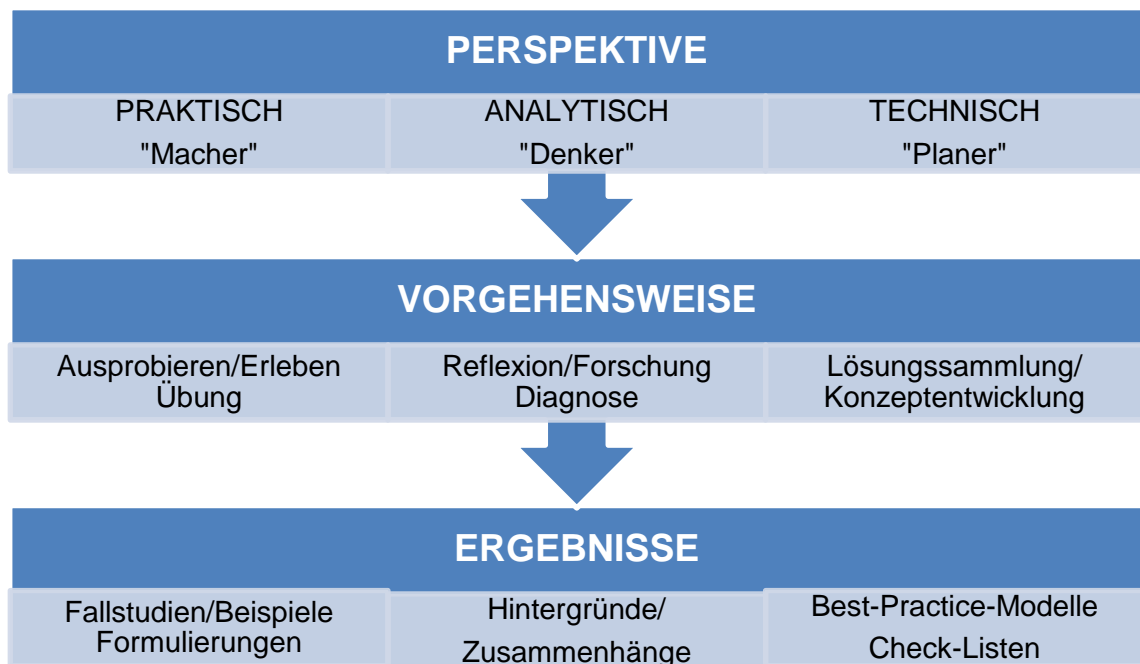 PERSPEKTIVE
PRAKTISCH
"Macher"
ANALYTISCH
"Denker"
TECHNISCH
"Planer"
VORGEHENSWEISE
Ausprobieren/Erleben
Übung
Reflexion/Forschung
Diagnose
Lösungssammlung/
Konzeptentwicklung
ERGEBNISSE
Fallstudien/Beispiele
Formulierungen
Hintergründe/
Zusammenhänge
Best-Practice-Modelle
Check-Listen